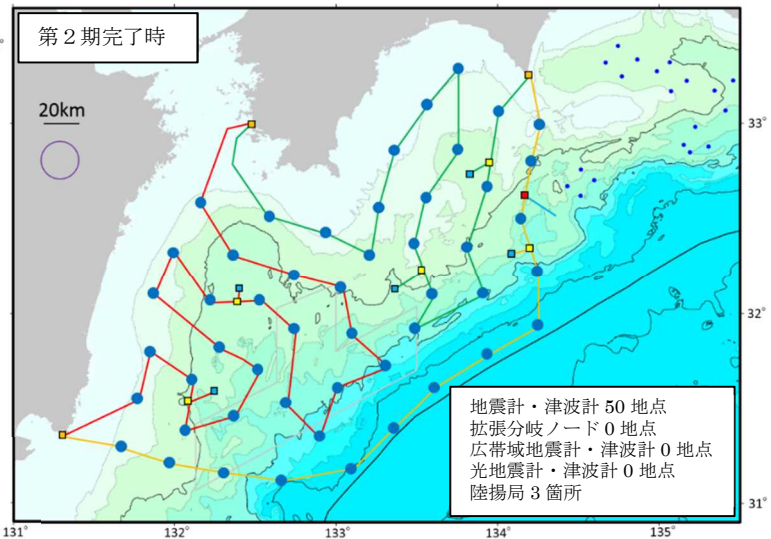 第２期完了時
20km
33°
32°
地震計・津波計 50 地点
拡張分岐ノード 0 地点
広帯域地震計・津波計 0 地点
光地震計・津波計 0 地点
陸揚局 3 箇所
31°
131°
132°
133°
134°
135°